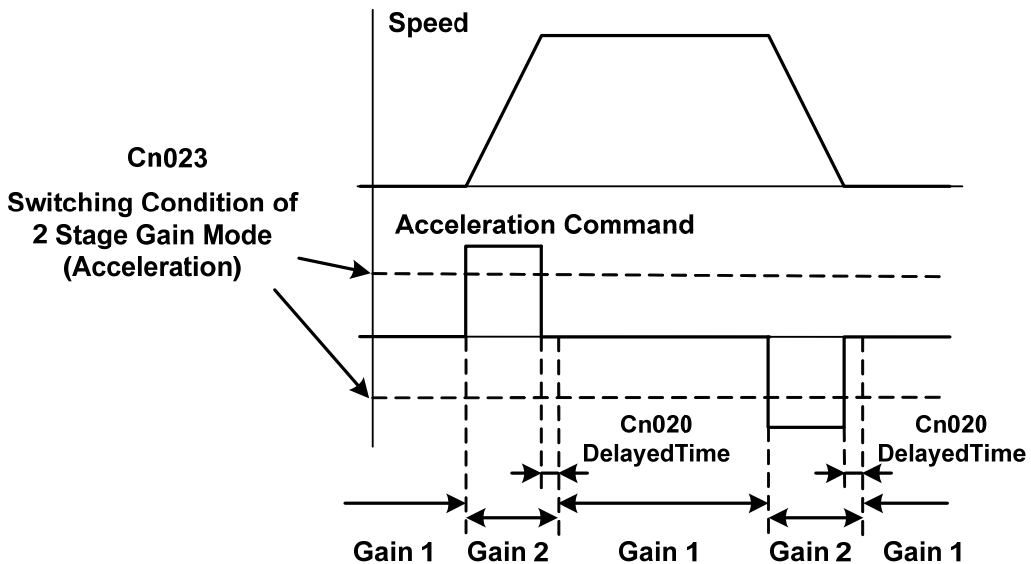 Speed
Cn023
Switching Condition of
2 Stage Gain Mode
(Acceleration)
Acceleration Command
Cn020
DelayedTime
Cn020
DelayedTime
Gain 1
Gain 2
Gain 1
Gain 2
Gain 1